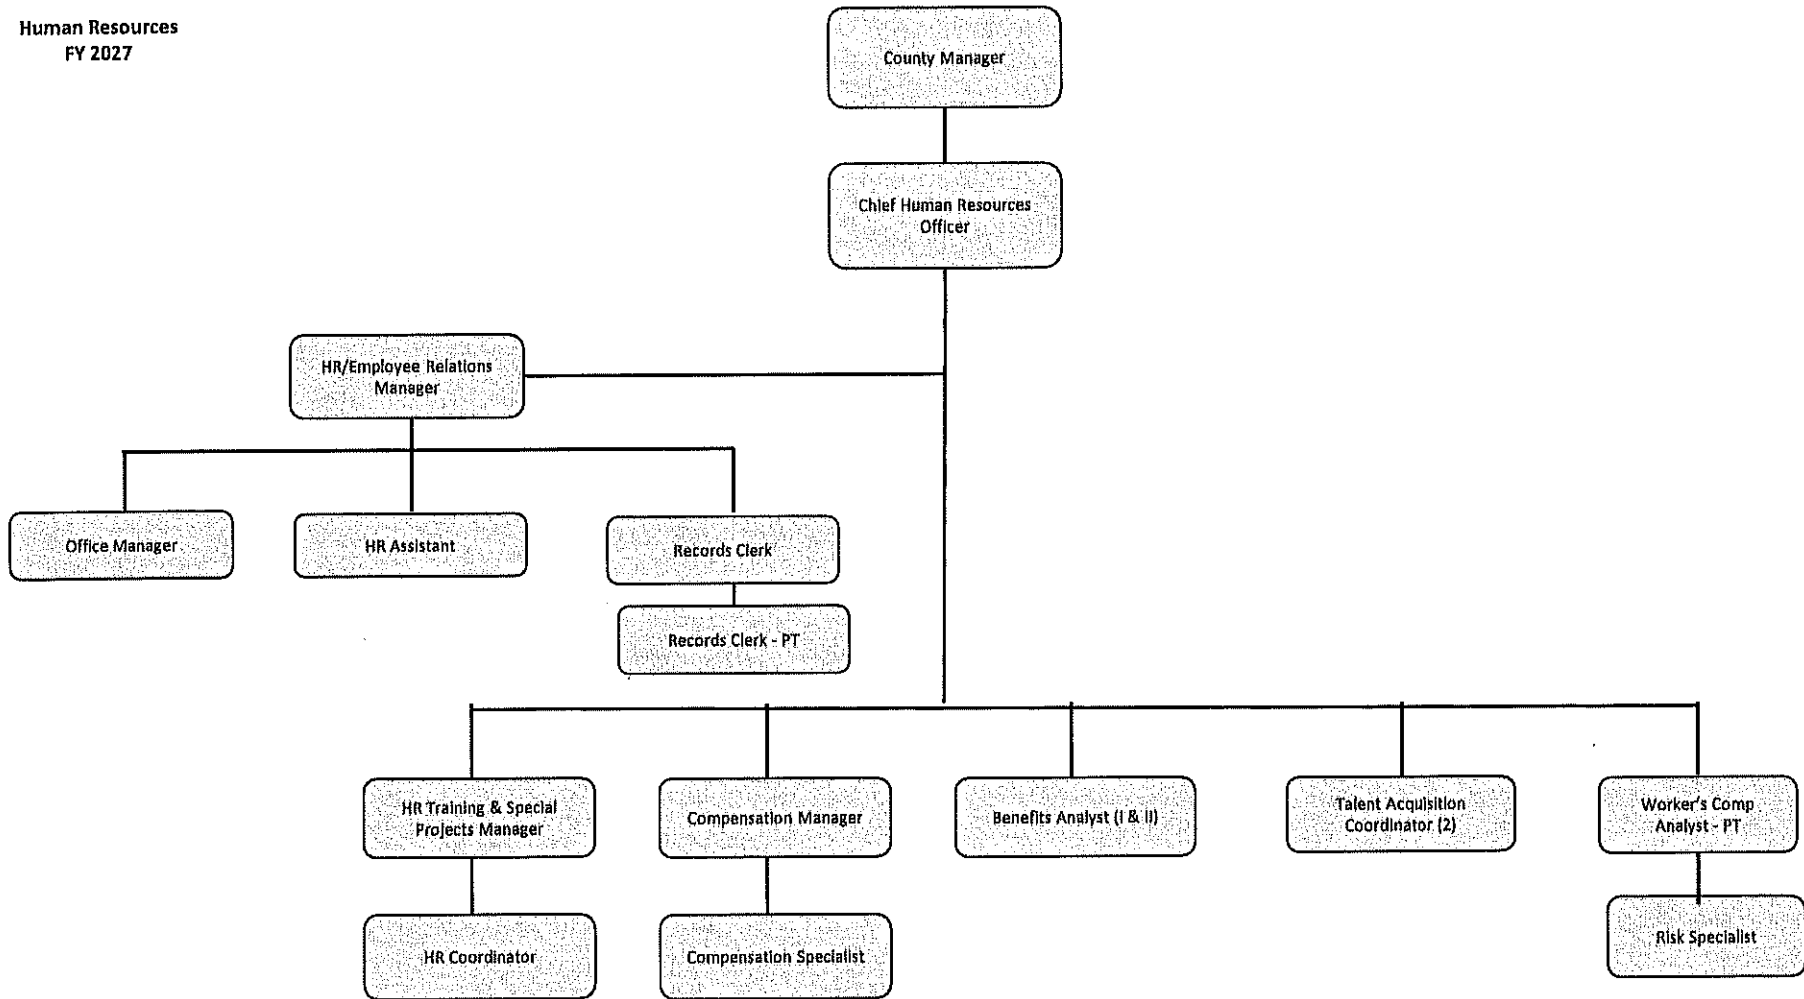 Human Resources
FY 2027
County Manager
Chief Human Resources
Officer
HR/Employee Relations
Manager
Office Manager
HR Assistant
Records Clerk
Records Clerk - PT
HR Training & Special
Projects Manager
Compensation Manager
Benefits Analyst (I & II)
Talent Acquisition
Coordinator (2)
Worker's Comp
Analyst - PT
HR Coordinator
Compensation Specialist
Risk Specialist